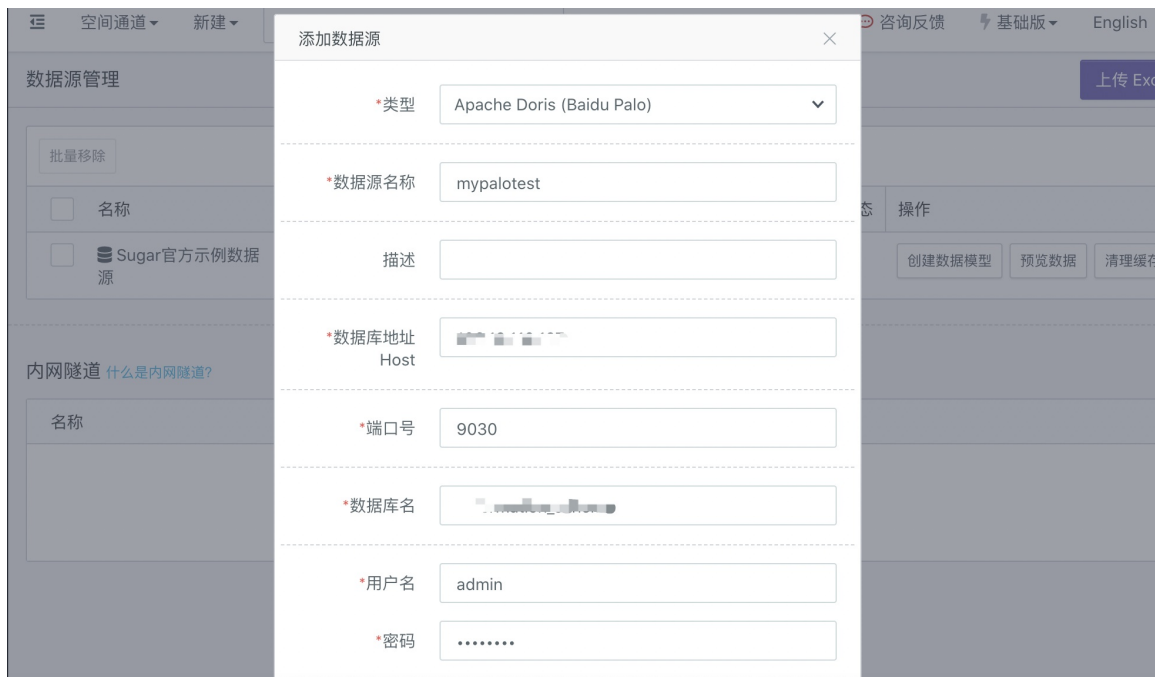 空间通道
新建
咨询反馈
基础版
English
数据源管理
上传 Exc
批量移除
名称
态
操作
Sugar官方示例数据
源
创建数据模型
预览数据
清理缓存
内网隧道 什么是内网隧道?
名称
添加数据源
*类型
Apache Doris (Baidu Palo)
*数据源名称
mypalotest
描述
*数据库地址
Host
*端口号
9030
*数据库名
*用户名
admin
*密码
••••••••